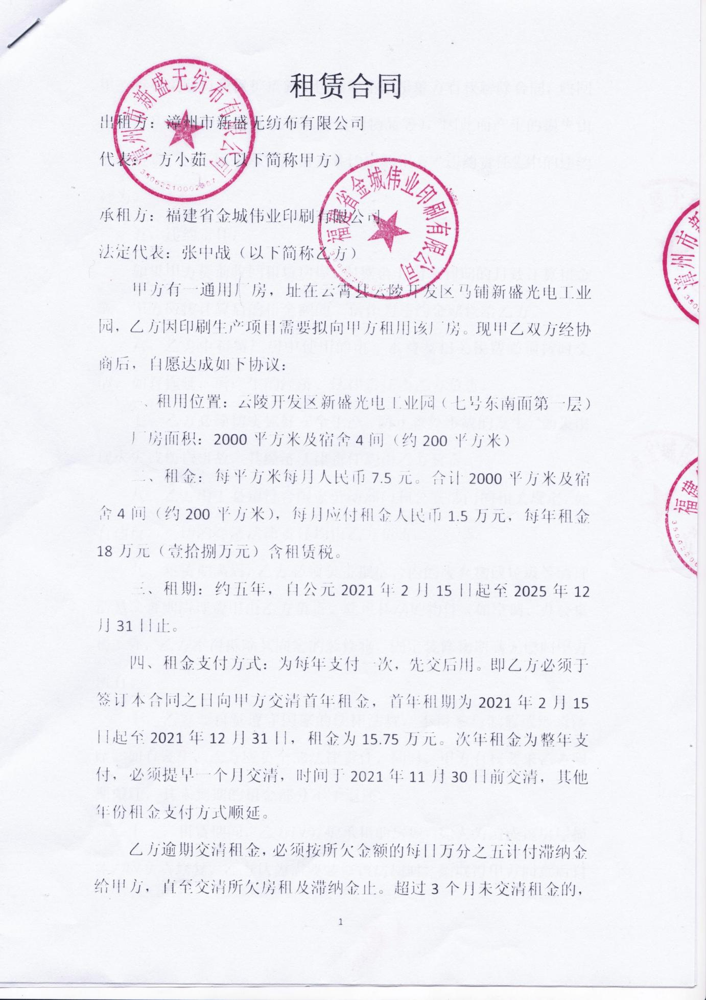 租赁合同
出租方：漳州市新盛无纺布有限公司
代表： 方小茹 （以下简称甲方）
承租方：福建省金城伟业印刷有限公司
法定代表：张中战（以下简称乙方）
甲方有一通用厂房，址在云霄县云陵开发区马铺新盛光电工业
园，乙方因印刷生产项目需要拟向甲方租用该厂房。现甲乙双方经协
商后，自愿达成如下协议：
一、租用位置：云陵开发区新盛光电工业园（七号东南面第一层）
厂房面积：2000 平方米及宿舍 4 间（约 200 平方米）
二、租金：每平方米每月人民币 7.5 元。合计 2000 平方米及宿
舍 4 间（约 200 平方米），每月应付租金人民币 1.5 万元，每年租金
18 万元（壹拾捌万元）含租赁税。
三、租期：约五年，自公元 2021 年 2 月 15 日起至 2025 年 12
月 31 日止。
四、租金支付方式：为每年支付一次，先交后用。即乙方必须于
签订本合同之日向甲方交清首年租金，首年租期为 2021 年 2 月 15
日起至 2021 年 12 月 31 日，租金为 15.75 万元。次年租金为整年支
付，必须提早一个月交清，时间于 2021 年 11 月 30 日前交清，其他
年份租金支付方式顺延。
乙方逾期交清租金，必须按所欠金额的每日万分之五计付滞纳金
给甲方，直至交清所欠房租及滞纳金止。超过 3 个月未交清租金的，
1
漳州市新盛无纺布有限公司
福建省金城伟业印刷有限公司
漳州市新
福建